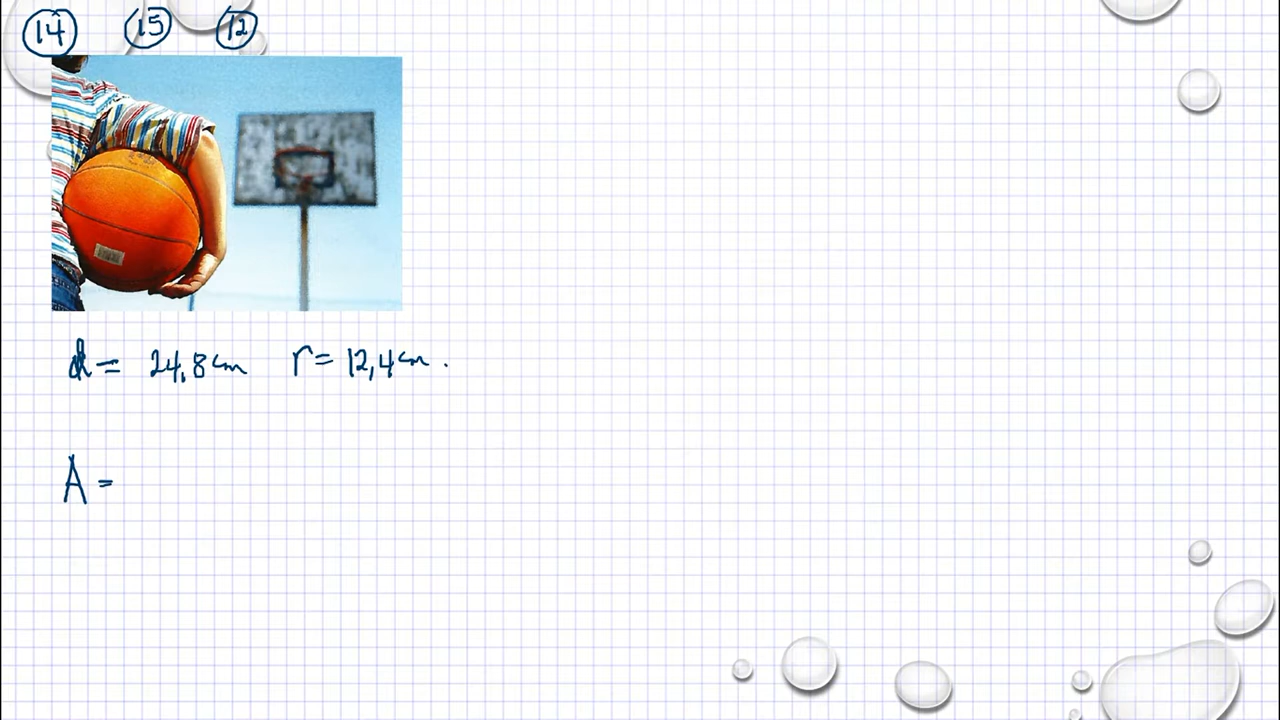 14 15 12
d = 24,8 cm r = 12,4 cm.
A =